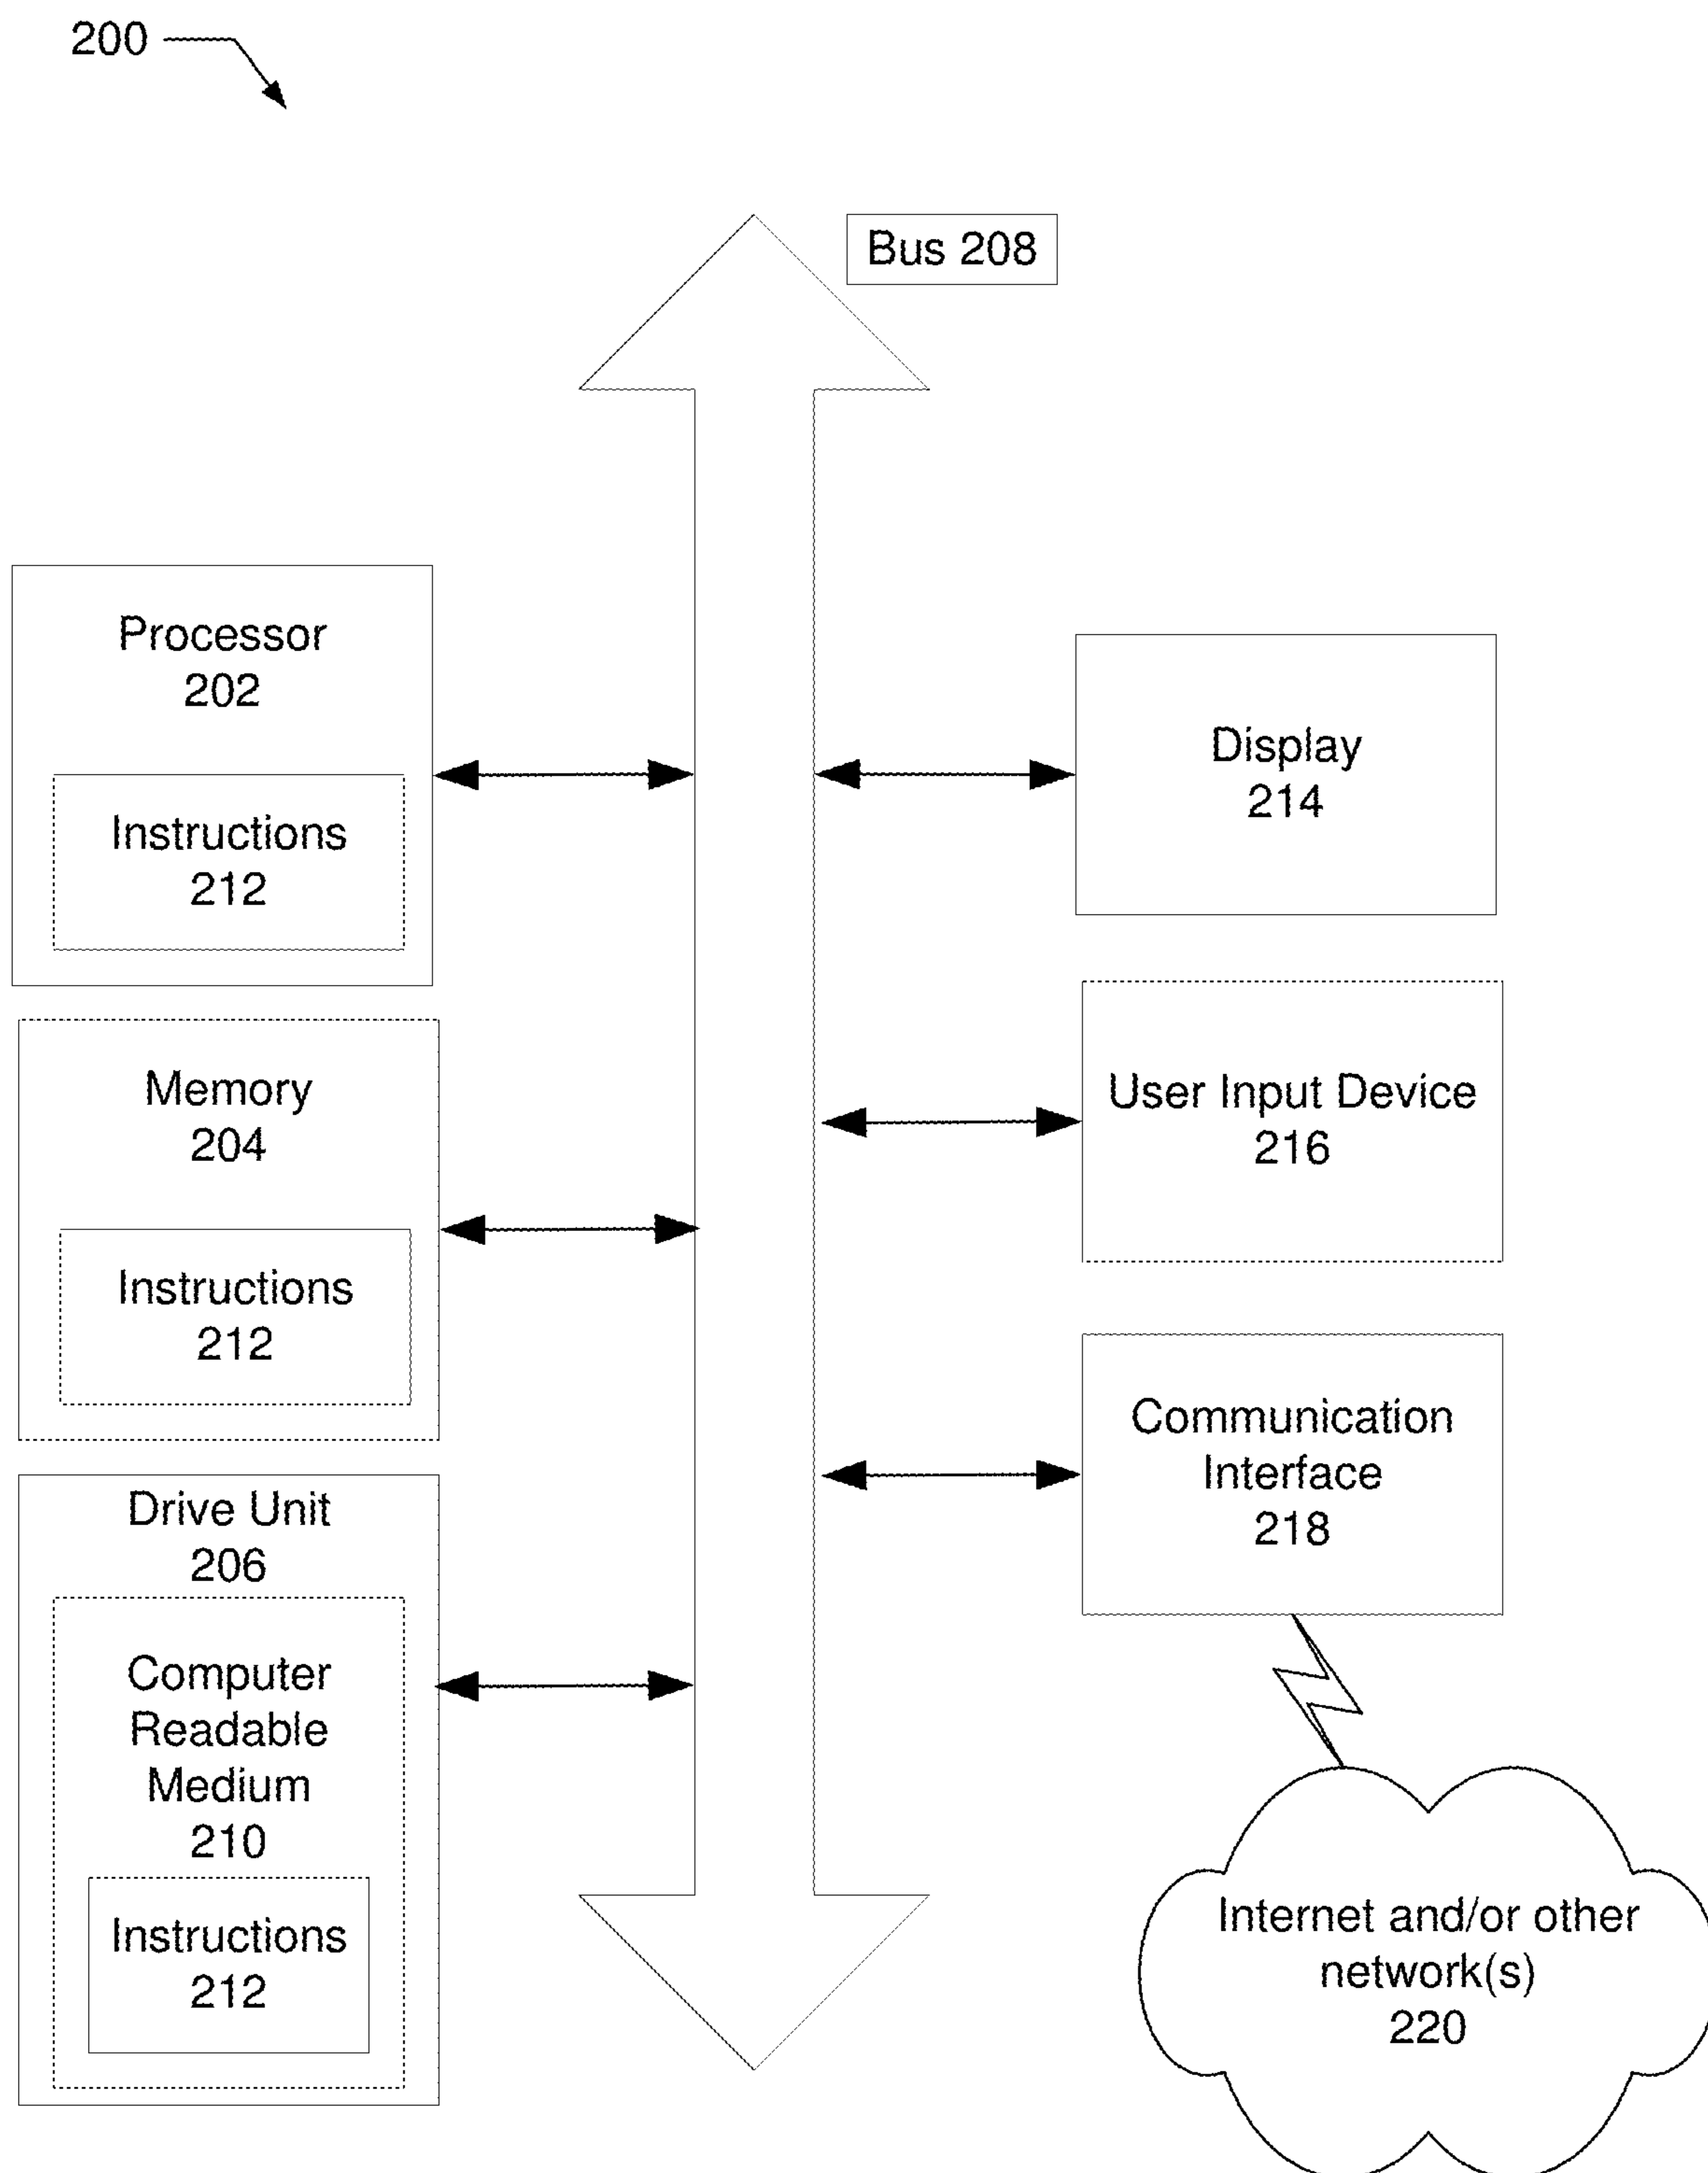 200
Bus 208
Processor
202
Instructions
212
Memory
204
Instructions
212
Drive Unit
206
Computer
Readable
Medium
210
Instructions
212
Display
214
User Input Device
216
Communication
Interface
218
Internet and/or other
network(s)
220